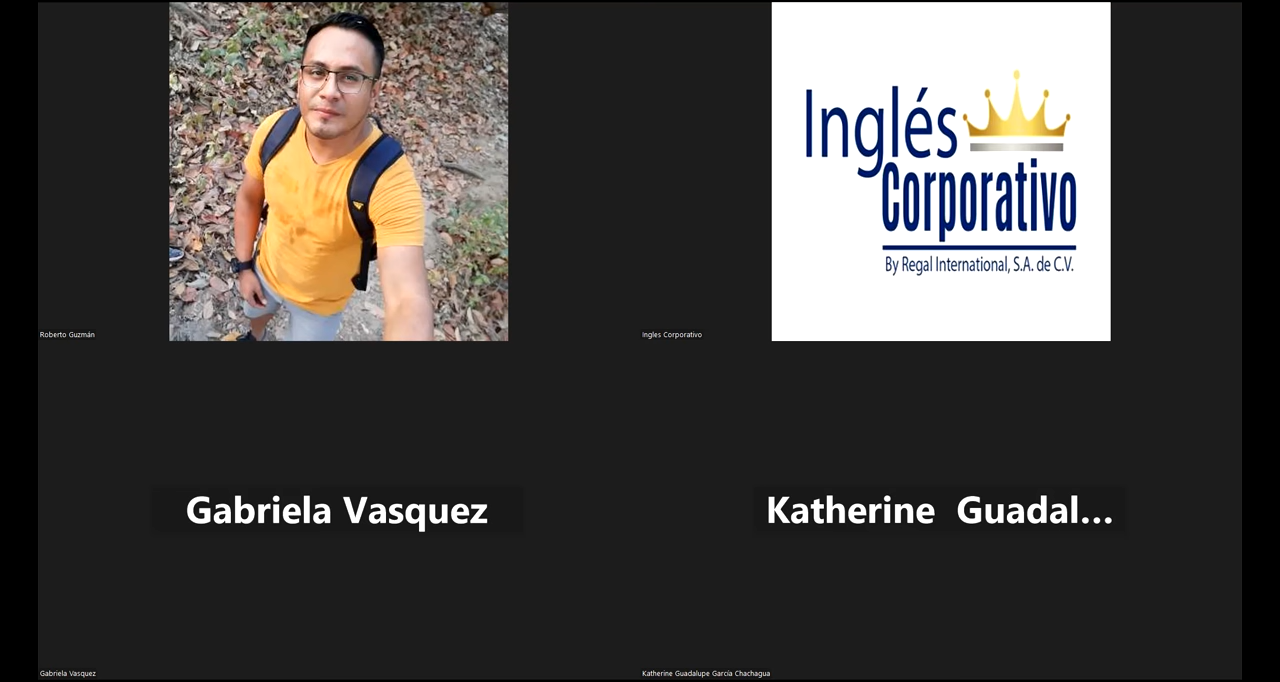 Inglés
Corporativo
By Regal International, S.A. de C.V.
Roberto Guzmán
Ingles Corporativo
Gabriela Vasquez
Katherine  Guadal...
Gabriela Vasquez
Katherine Guadalupe García Chachagua